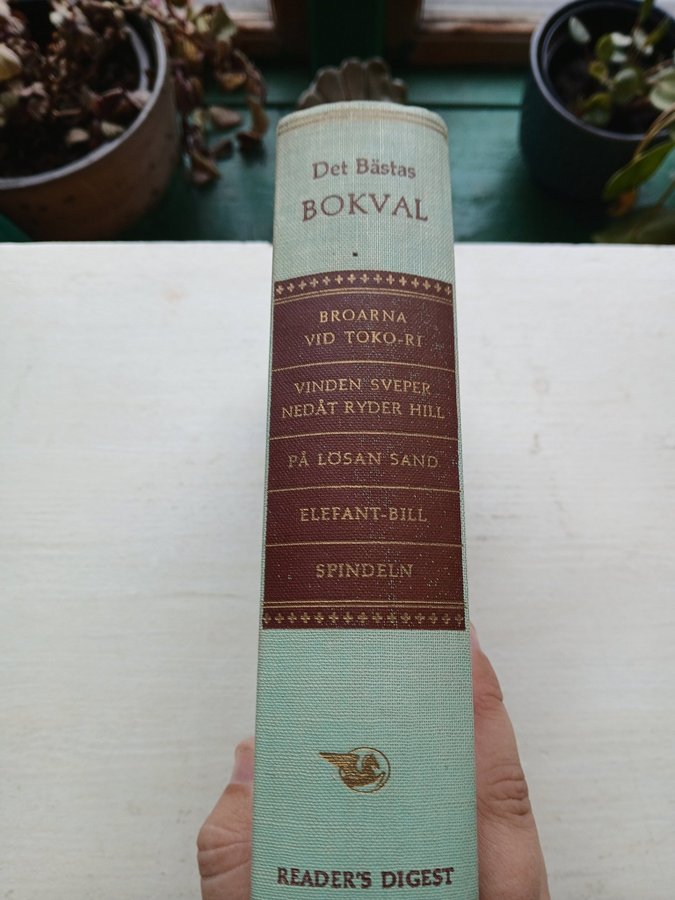 Det Bästas
BOKVAL
BROARNA
VID TOKO-RI
VINDEN SVEPER
NEDÅT RYDER HILL
PÅ LÖSAN SAND
ELEFANT-BILL
SPINDELN
READER'S DIGEST